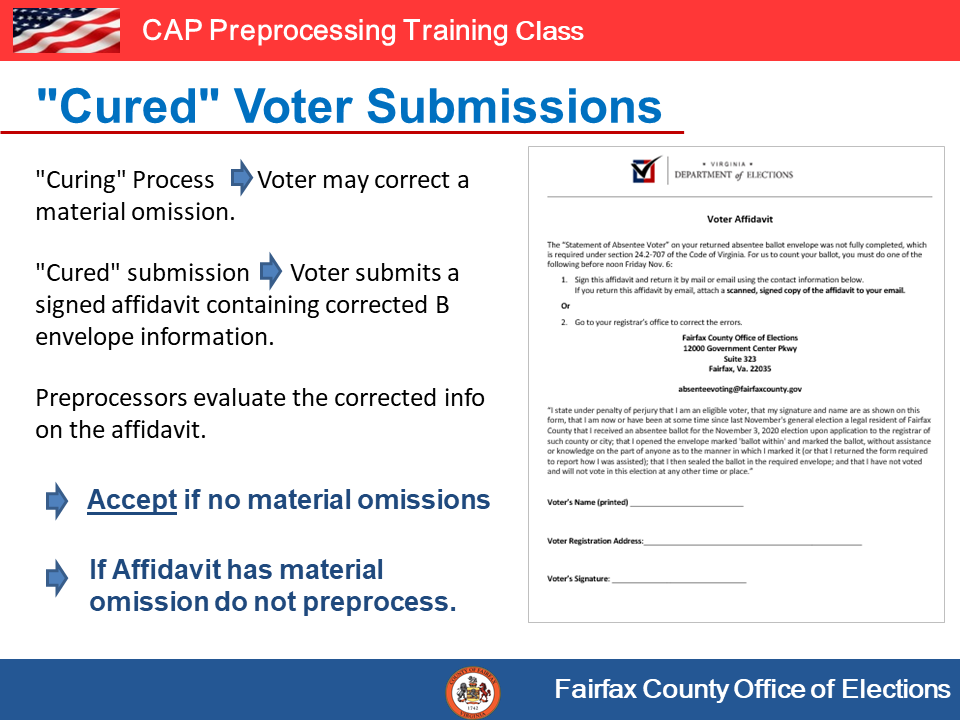 CAP Preprocessing Training Class
"Cured" Voter Submissions
"Curing" Process Voter may correct a
material omission.
"Cured" submission Voter submits a
signed affidavit containing corrected B
envelope information.
Preprocessors evaluate the corrected info
on the affidavit.
Accept if no material omissions
If Affidavit has material
omission do not preprocess.
* VIRGINIA *
DEPARTMENT of ELECTIONS
Voter Affidavit
The "Statement of Absentee Voter" on your returned absentee ballot envelope was not fully completed, which
is required under section 24.2-707 of the Code of Virginia. For us to count your ballot, you must do one of the
following before noon Friday Nov. 6:
1. Sign this affidavit and return it by mail or email using the contact information below.
If you return this affidavit by email, attach a scanned, signed copy of the affidavit to your email.
Or
2. Go to your registrar's office to correct the errors.
Fairfax County Office of Elections
12000 Government Center Pkwy
Suite 323
Fairfax, Va. 22035
absenteevoting@fairfaxcounty.gov
"I state under penalty of perjury that I am an eligible voter, that my signature and name are as shown on this
form, that I am now or have been at some time since last November's general election a legal resident of Fairfax
County that I received an absentee ballot for the November 3, 2020 election upon application to the registrar of
such county or city; that I opened the envelope marked 'ballot within' and marked the ballot, without assistance
or knowledge on the part of anyone as to the manner in which I marked it (or that I returned the form required
to report how I was assisted); that I then sealed the ballot in the required envelope; and that I have not voted
and will not vote in this election at any other time or place."
Voter's Name (printed) ____________________
Voter Registration Address:____________________
Voter's Signature: ____________________
Fairfax County Office of Elections